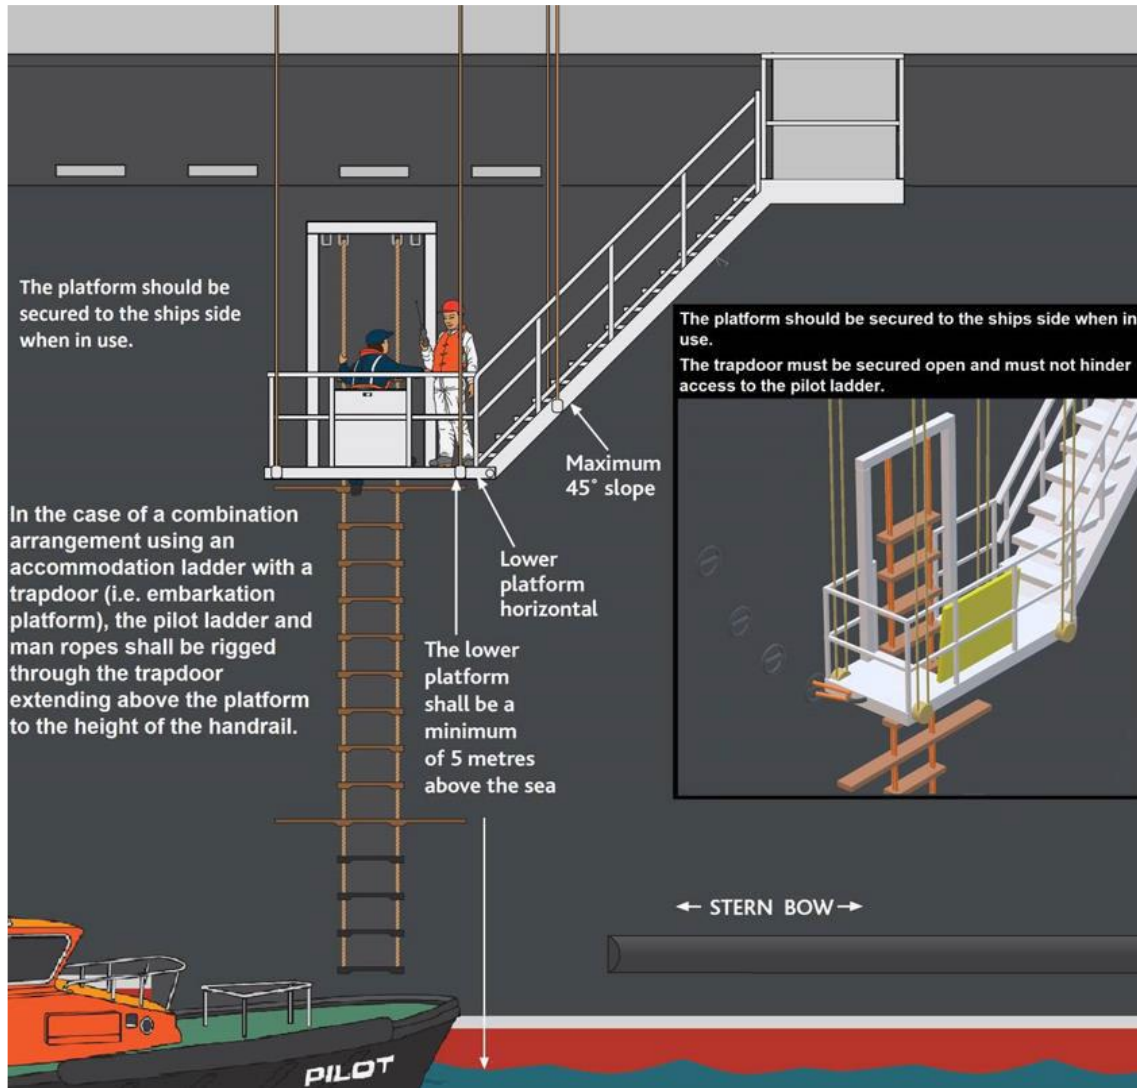 The platform should be
secured to the ships side
when in use.
In the case of a combination
arrangement using an
accommodation ladder with a
trapdoor (i.e. embarkation
platform), the pilot ladder and
man ropes shall be rigged
through the trapdoor
extending above the platform
to the height of the handrail.
Maximum
45° slope
Lower
platform
horizontal
The lower
platform
shall be a
minimum
of 5 metres
above the sea
The platform should be secured to the ships side when in
use.
The trapdoor must be secured open and must not hinder
access to the pilot ladder.
STERN BOW
PILOT